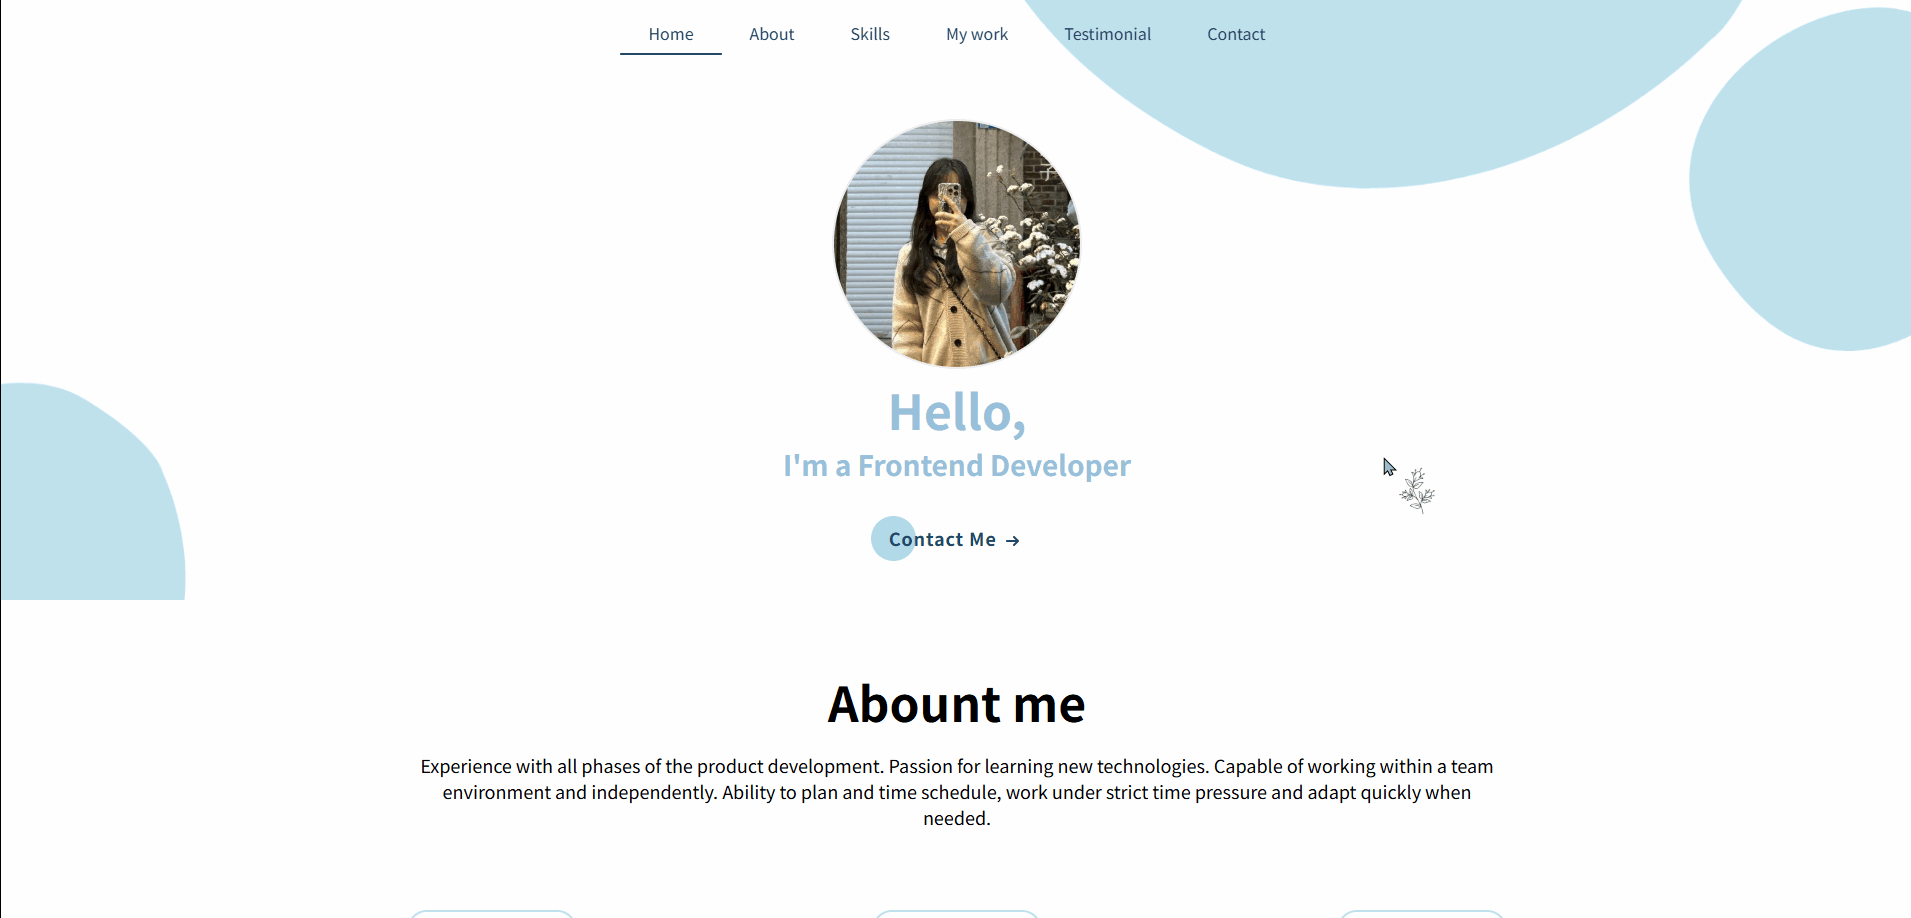 Home About Skills My work Testimonial Contact
Hello,
I'm a Frontend Developer
Contact Me →
Abount me
Experience with all phases of the product development. Passion for learning new technologies. Capable of working within a team
environment and independently. Ability to plan and time schedule, work under strict time pressure and adapt quickly when
needed.